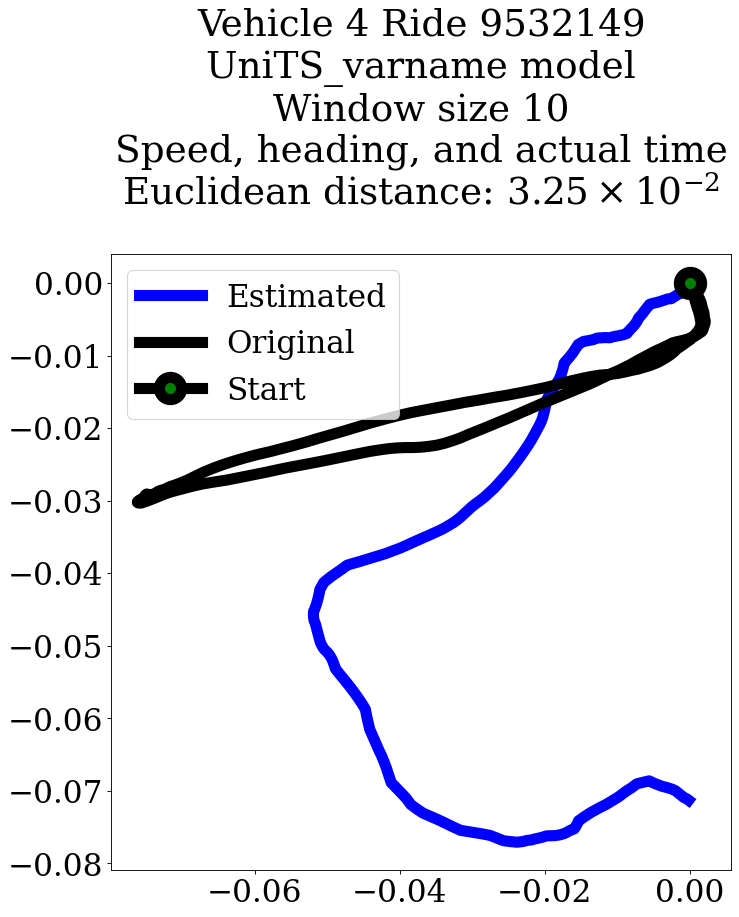 Vehicle 4 Ride 9532149
UniTS_varname model
Window size 10
Speed, heading, and actual time
Euclidean distance: 3.25 × 10⁻²
Estimated
Original
Start
0.00
−0.01
−0.02
−0.03
−0.04
−0.05
−0.06
−0.07
−0.08
−0.06 −0.04 −0.02 0.00